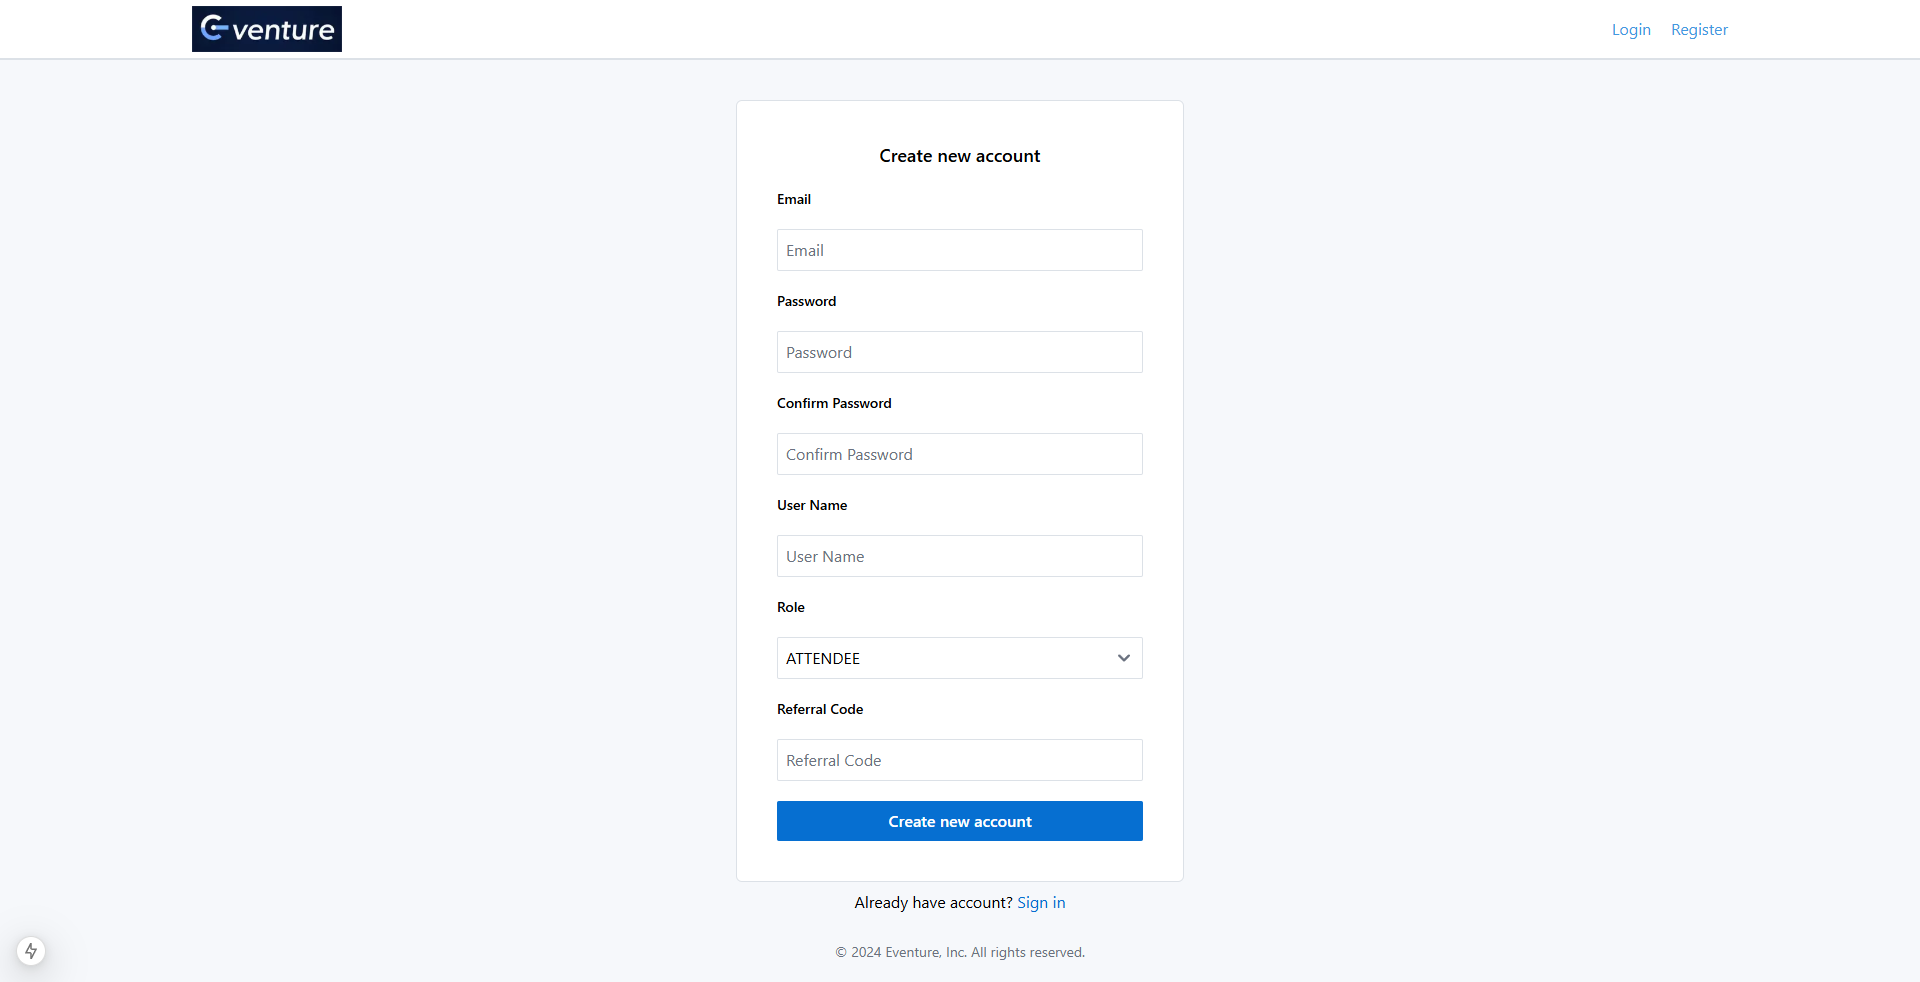 eventure
Login
Register
Create new account
Email
Email
Password
Password
Confirm Password
Confirm Password
User Name
User Name
Role
ATTENDEE
Referral Code
Referral Code
Create new account
Already have account? Sign in
© 2024 Eventure, Inc. All rights reserved.